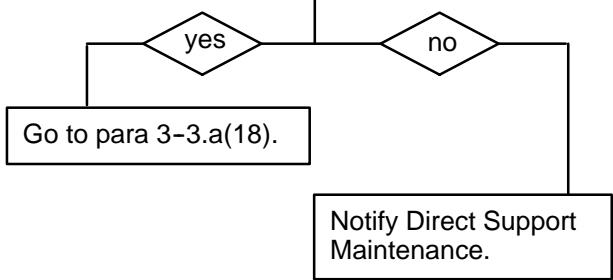 yes
no
Go to para 3-3.a(18).
Notify Direct Support
Maintenance.